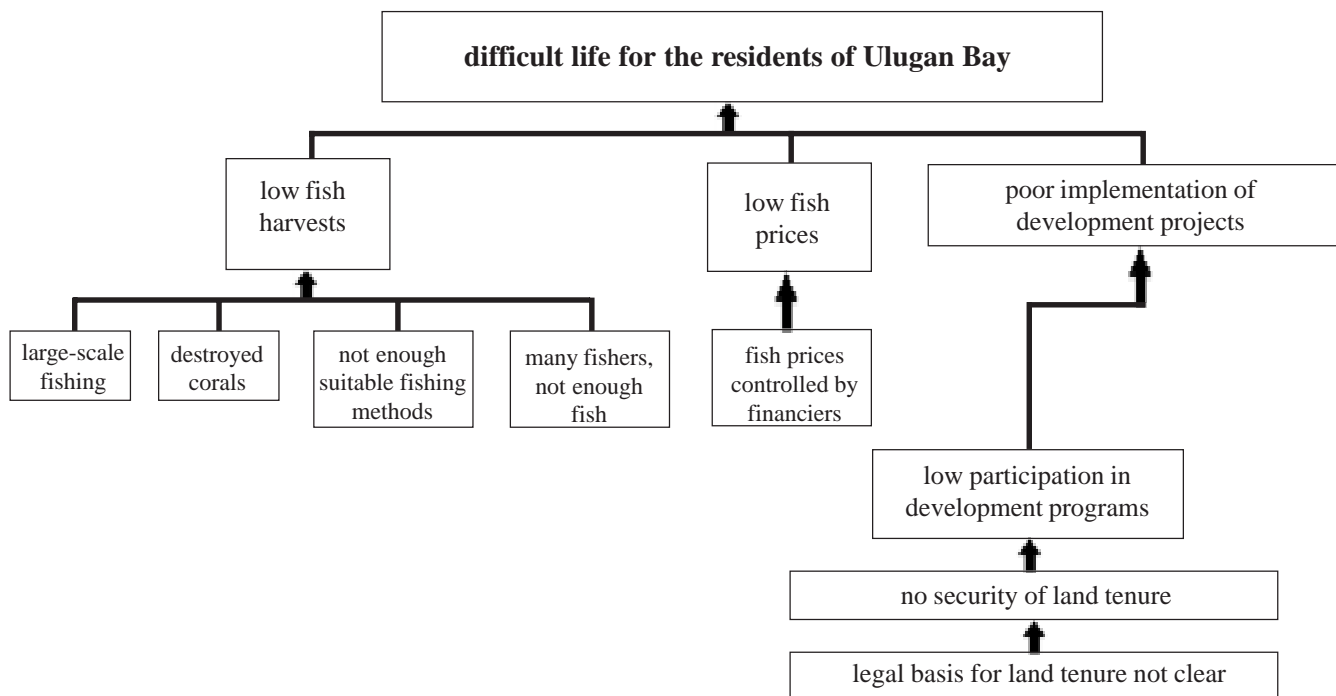 difficult life for the residents of Ulugan Bay
low fish
harvests
low fish
prices
poor implementation of
development projects
large-scale
fishing
destroyed
corals
not enough
suitable fishing
methods
many fishers,
not enough
fish
fish prices
controlled by
financiers
low participation in
development programs
no security of land tenure
legal basis for land tenure not clear